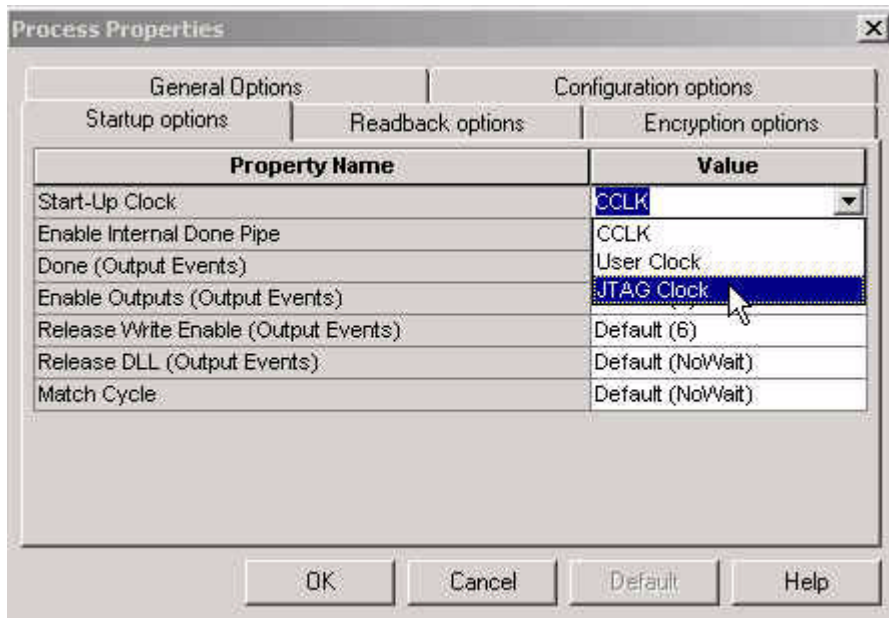 Process Properties
General Options
Configuration options
Startup options
Readback options
Encryption options
Property Name
Value
Start-Up Clock
CCLK
Enable Internal Done Pipe
CCLK
Done (Output Events)
User Clock
Enable Outputs (Output Events)
JTAG Clock
Release Write Enable (Output Events)
Default (6)
Release DLL (Output Events)
Default (NoWait)
Match Cycle
Default (NoWait)
OK
Cancel
Default
Help